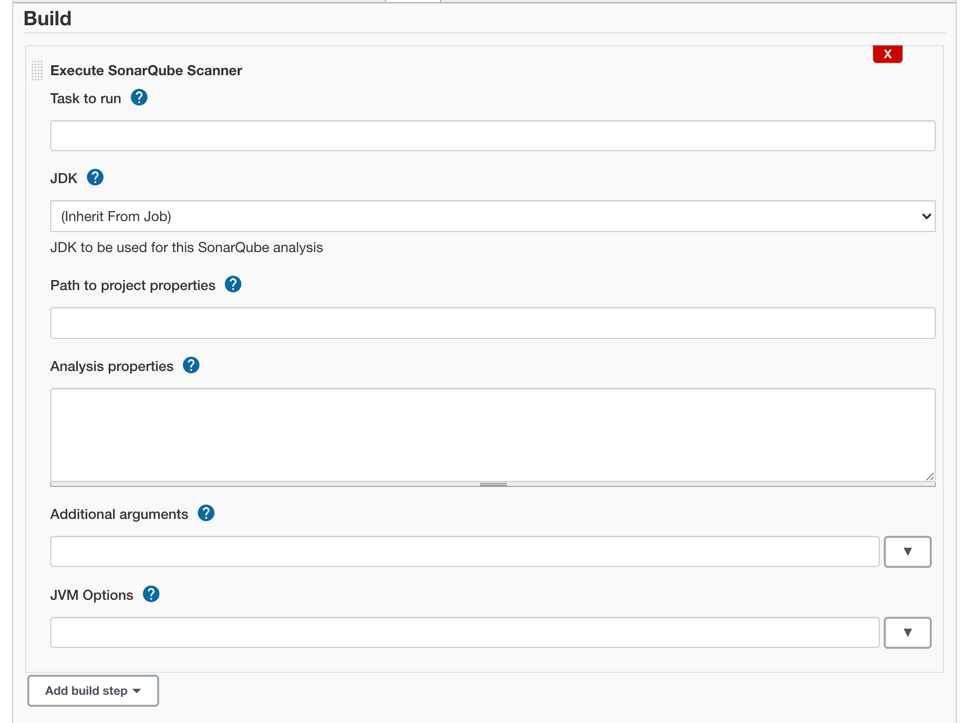 Build
X
Execute SonarQube Scanner
Task to run ?
JDK ?
(Inherit From Job)
JDK to be used for this SonarQube analysis
Path to project properties ?
Analysis properties ?
Additional arguments ?
▼
JVM Options ?
▼
Add build step